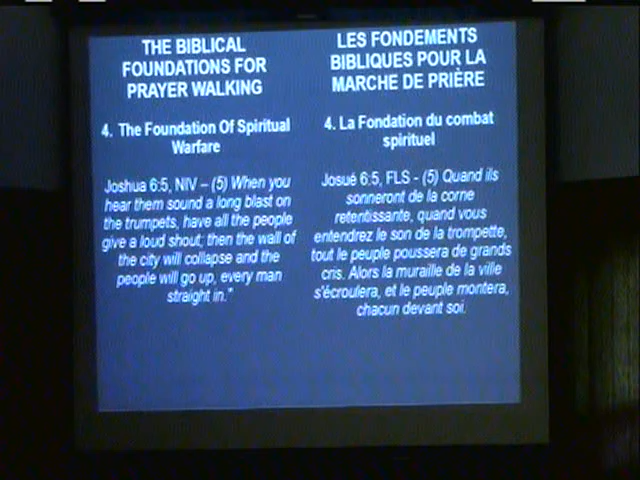 THE BIBLICAL
FOUNDATIONS FOR
PRAYER WALKING
4. The Foundation Of Spiritual
Warfare
Joshua 6:5, NIV – (5) When you
hear them sound a long blast on
the trumpets, have all the people
give a loud shout; then the wall of
the city will collapse and the
people will go up, every man
straight in."
LES FONDEMENTS
BIBLIQUES POUR LA
MARCHE DE PRIÈRE
4. La Fondation du combat
spirituel
Josué 6:5, FLS - (5) Quand ils
sonneront de la corne
retentissante, quand vous
entendrez le son de la trompette,
tout le peuple poussera de grands
cris. Alors la muraille de la ville
s'écroulera, et le peuple montera,
chacun devant soi.